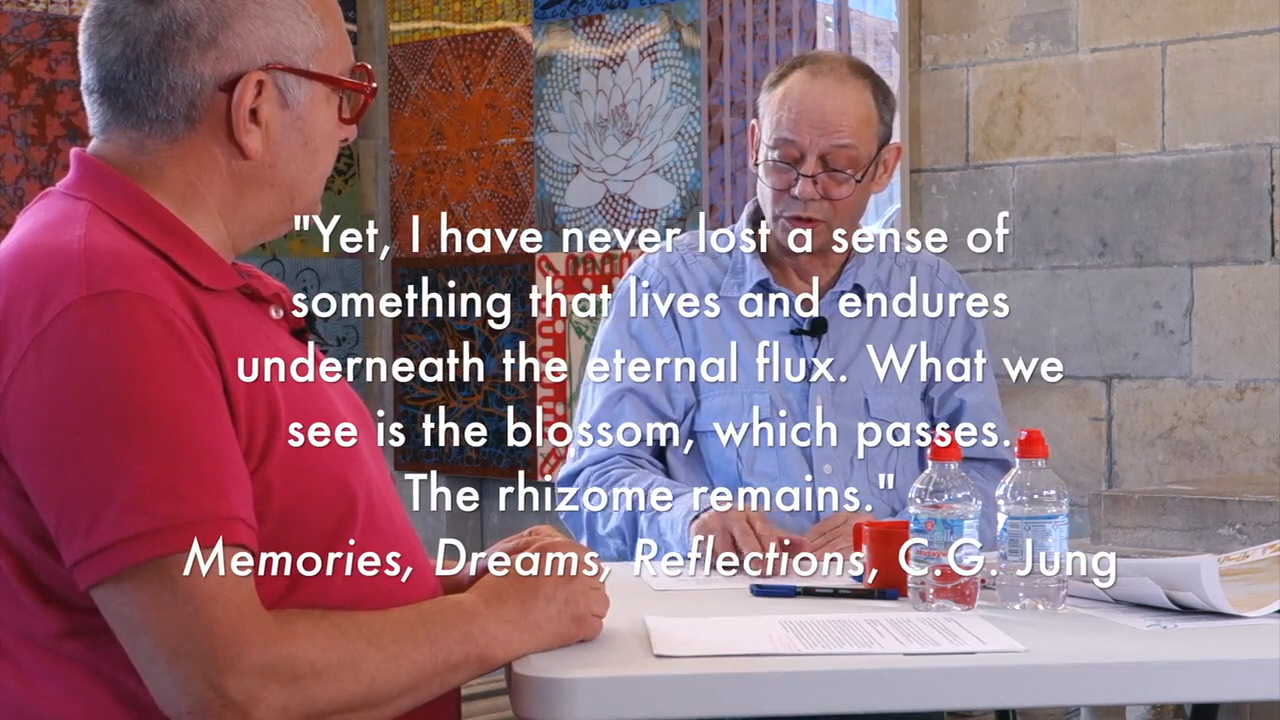 "Yet, I have never lost a sense of
something that lives and endures
underneath the eternal flux. What we
see is the blossom, which passes.
The rhizome remains."
Memories, Dreams, Reflections, C.G. Jung